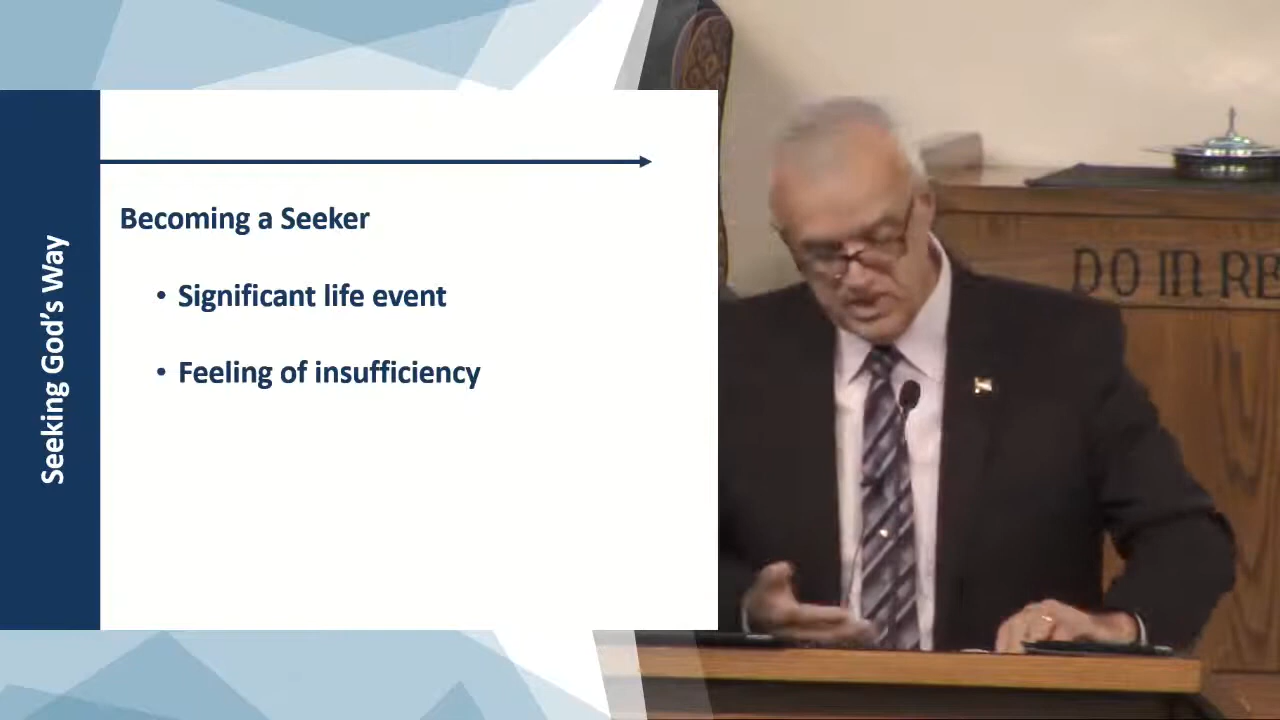 Seeking God's Way
Becoming a Seeker
• Significant life event
• Feeling of insufficiency
DO IN RE